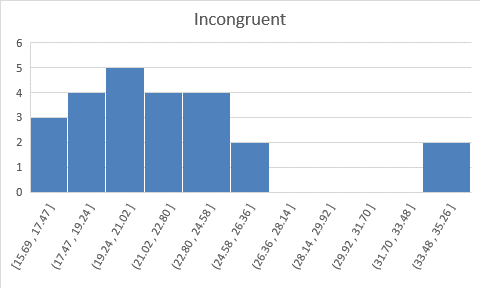 Incongruent
6
5
4
3
2
1
0
[15.69 , 17.47 ]
(17.47 , 19.24 ]
(19.24 , 21.02 ]
(21.02 , 22.80 ]
(22.80 , 24.58 ]
(24.58 , 26.36 ]
(26.36 , 28.14 ]
(28.14 , 29.92 ]
(29.92 , 31.70 ]
(31.70 , 33.48 ]
(33.48 , 35.26 ]